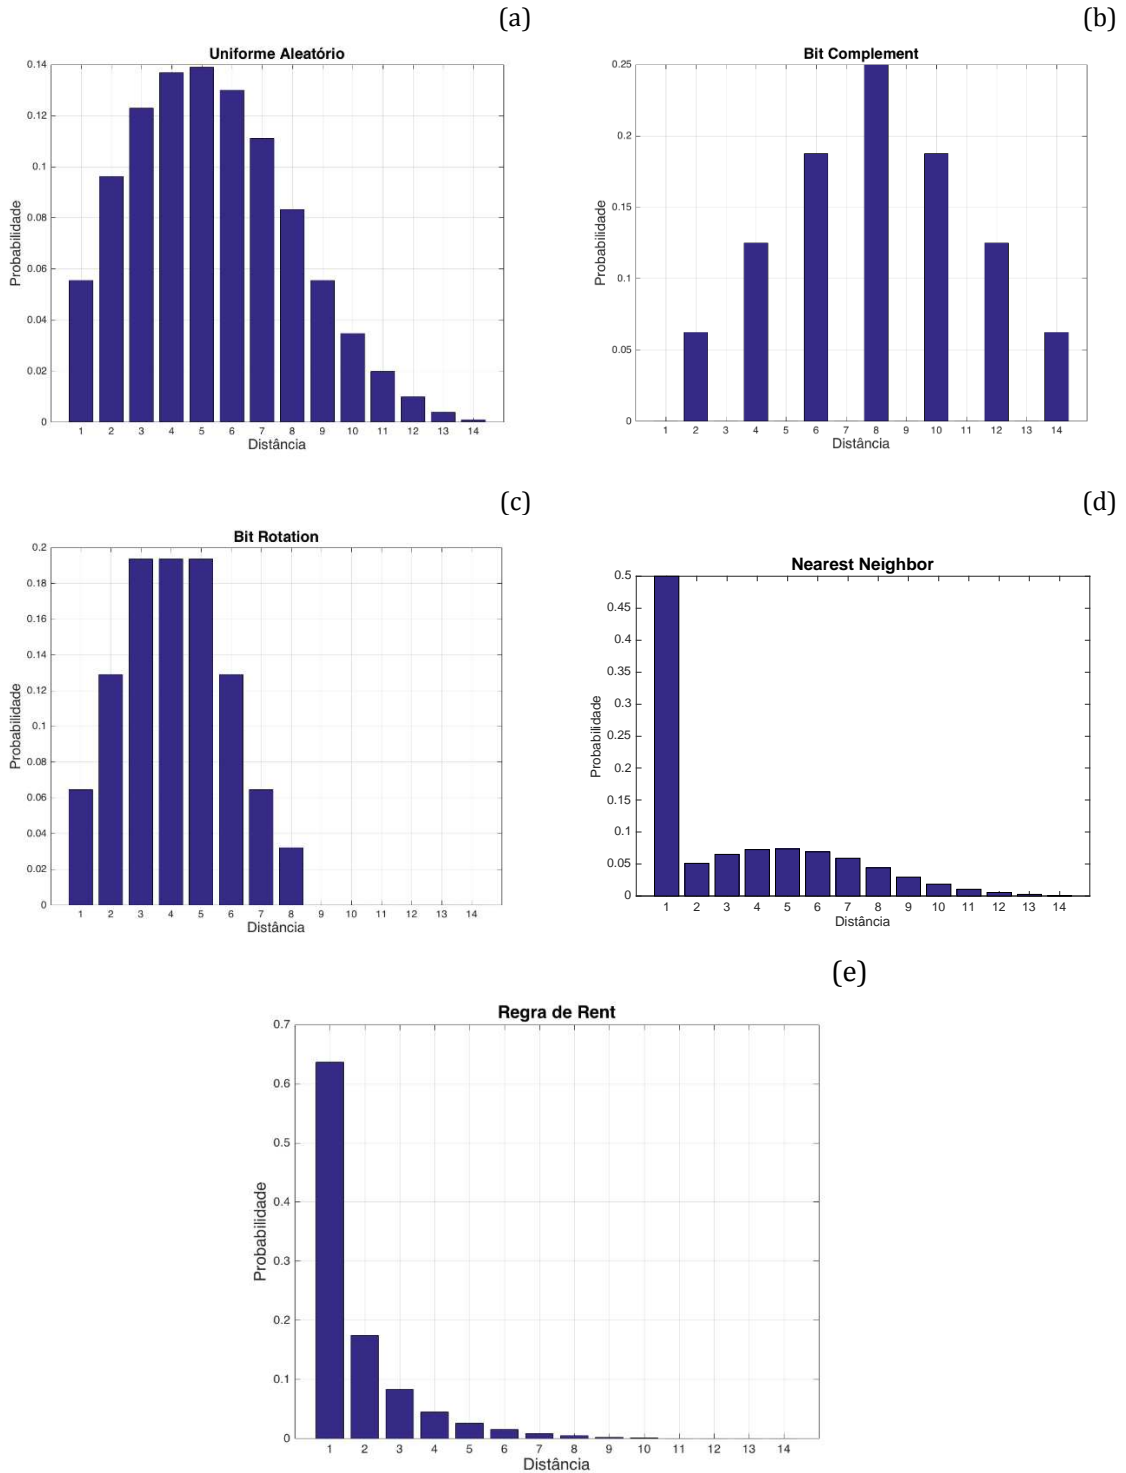 (a)
Uniforme Aleatório
0.14
0.12
0.1
0.08
0.06
0.04
0.02
0
Probabilidade
1 2 3 4 5 6 7 8 9 10 11 12 13 14
Distância
(b)
Bit Complement
0.25
0.2
0.15
0.1
0.05
0
Probabilidade
1 2 3 4 5 6 7 8 9 10 11 12 13 14
Distância
(c)
Bit Rotation
0.2
0.18
0.16
0.14
0.12
0.1
0.08
0.06
0.04
0.02
0
Probabilidade
1 2 3 4 5 6 7 8 9 10 11 12 13 14
Distância
(d)
Nearest Neighbor
0.5
0.45
0.4
0.35
0.3
0.25
0.2
0.15
0.1
0.05
0
Probabilidade
1 2 3 4 5 6 7 8 9 10 11 12 13 14
Distância
(e)
Regra de Rent
0.7
0.6
0.5
0.4
0.3
0.2
0.1
0
Probabilidade
1 2 3 4 5 6 7 8 9 10 11 12 13 14
Distância